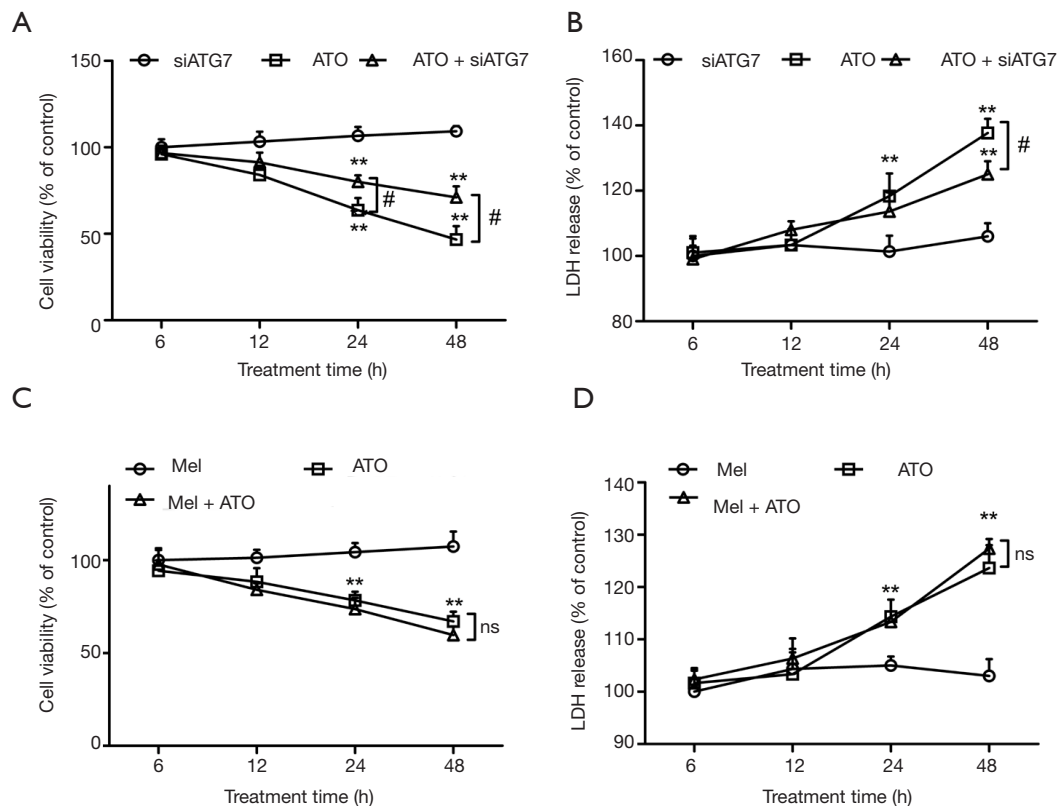 A
siATG7 ATO ATO + siATG7
150
100
50
0
Cell viability (% of control)
**
**
#
**
**
**
#
6 12 24 48
Treatment time (h)
B
siATG7 ATO ATO + siATG7
160
140
120
100
80
LDH release (% of control)
**
**
**
#
6 12 24 48
Treatment time (h)
C
Mel ATO
Mel + ATO
100
50
0
Cell viability (% of control)
**
**
ns
6 12 24 48
Treatment time (h)
D
Mel ATO
Mel + ATO
140
130
120
110
100
90
LDH release (% of control)
**
**
ns
6 12 24 48
Treatment time (h)